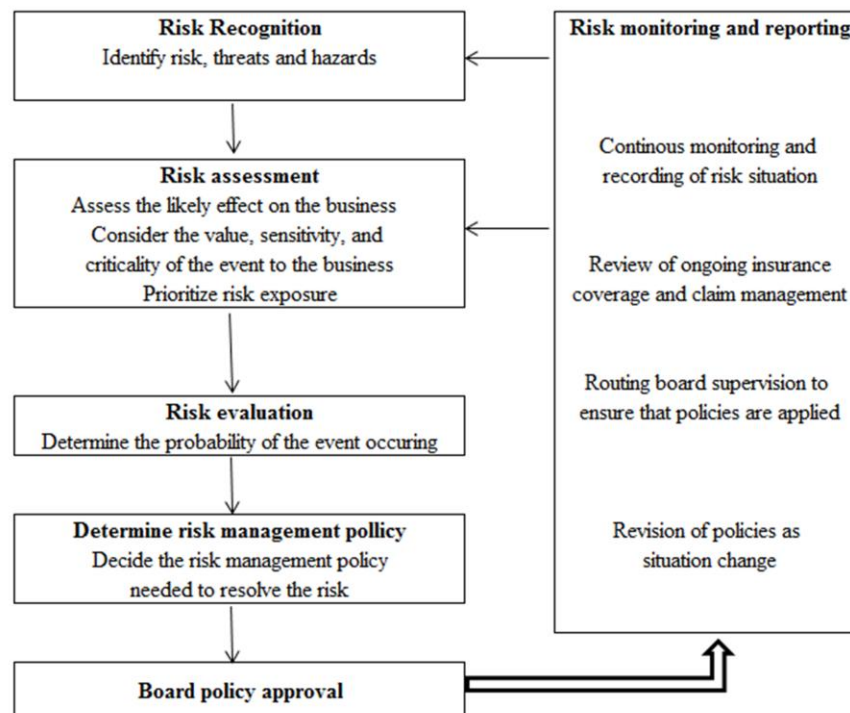 Risk Recognition
Identify risk, threats and hazards
Risk assessment
Assess the likely effect on the business
Consider the value, sensitivity, and
criticality of the event to the business
Prioritize risk exposure
Risk evaluation
Determine the probability of the event occuring
Determine risk management pollicy
Decide the risk management policy
needed to resolve the risk
Board policy approval
Risk monitoring and reporting
Continous monitoring and
recording of risk situation
Review of ongoing insurance
coverage and claim management
Routing board supervision to
ensure that policies are applied
Revision of policies as
situation change